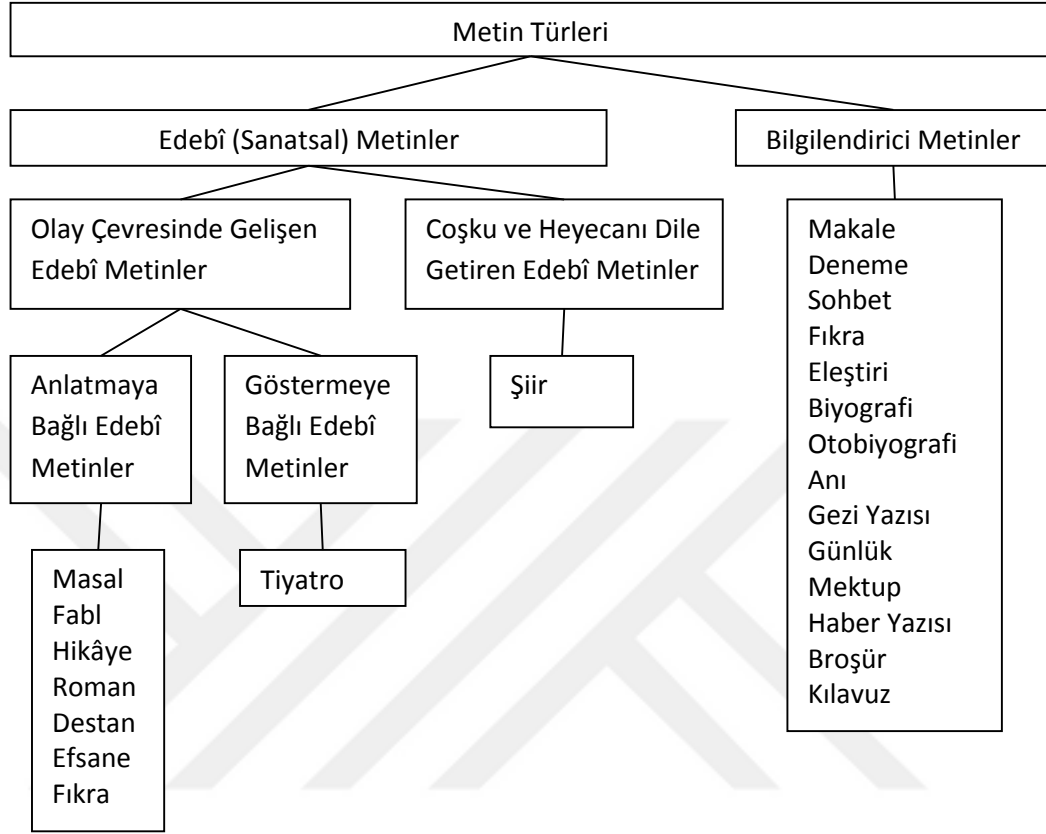 Metin Türleri
Edebî (Sanatsal) Metinler
Bilgilendirici Metinler
Olay Çevresinde Gelişen
Edebî Metinler
Coşku ve Heyecanı Dile
Getiren Edebî Metinler
Anlatmaya
Bağlı Edebî
Metinler
Göstermeye
Bağlı Edebî
Metinler
Şiir
Masal
Fabl
Hikâye
Roman
Destan
Efsane
Fıkra
Tiyatro
Makale
Deneme
Sohbet
Fıkra
Eleştiri
Biyografi
Otobiyografi
Anı
Gezi Yazısı
Günlük
Mektup
Haber Yazısı
Broşür
Kılavuz